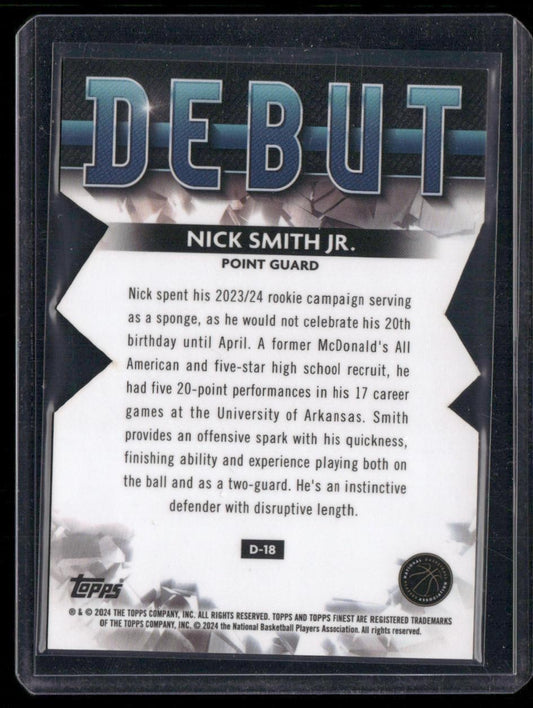 DEBUT
NICK SMITH JR.
POINT GUARD
Nick spent his 2023/24 rookie campaign serving
as a sponge, as he would not celebrate his 20th
birthday until April. A former McDonald's All
American and five-star high school recruit, he
had five 20-point performances in his 17 career
games at the University of Arkansas. Smith
provides an offensive spark with his quickness,
finishing ability and experience playing both on
the ball and as a two-guard. He's an instinctive
defender with disruptive length.
D-18
topps
® & © 2024 THE TOPPS COMPANY, INC. ALL RIGHTS RESERVED. TOPPS AND TOPPS FINEST ARE REGISTERED TRADEMARKS
OF THE TOPPS COMPANY, INC. © 2024 the National Basketball Players Association. All rights reserved.